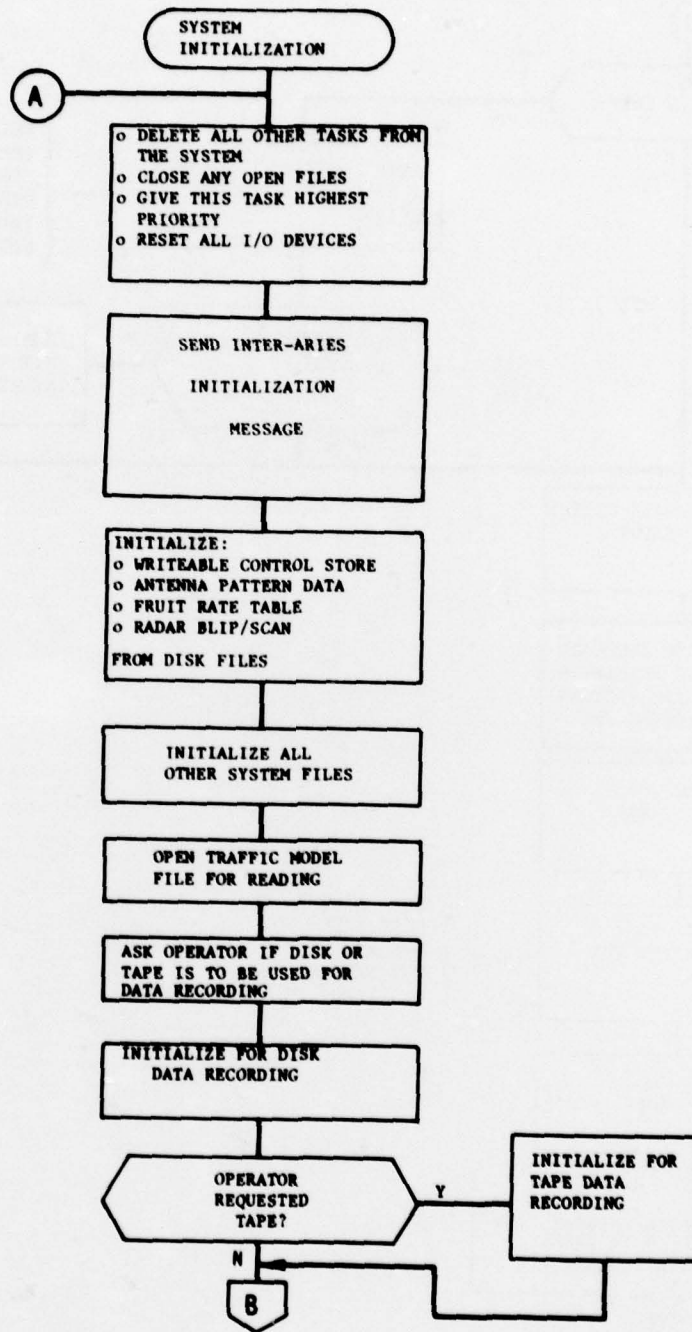 SYSTEM
INITIALIZATION
A
o DELETE ALL OTHER TASKS FROM
THE SYSTEM
o CLOSE ANY OPEN FILES
o GIVE THIS TASK HIGHEST
PRIORITY
o RESET ALL I/O DEVICES
SEND INTER-ARIES
INITIALIZATION
MESSAGE
INITIALIZE:
o WRITEABLE CONTROL STORE
o ANTENNA PATTERN DATA
o FRUIT RATE TABLE
o RADAR BLIP/SCAN
FROM DISK FILES
INITIALIZE ALL
OTHER SYSTEM FILES
OPEN TRAFFIC MODEL
FILE FOR READING
ASK OPERATOR IF DISK OR
TAPE IS TO BE USED FOR
DATA RECORDING
INITIALIZE FOR DISK
DATA RECORDING
OPERATOR
REQUESTED
TAPE?
Y
INITIALIZE FOR
TAPE DATA
RECORDING
N
B